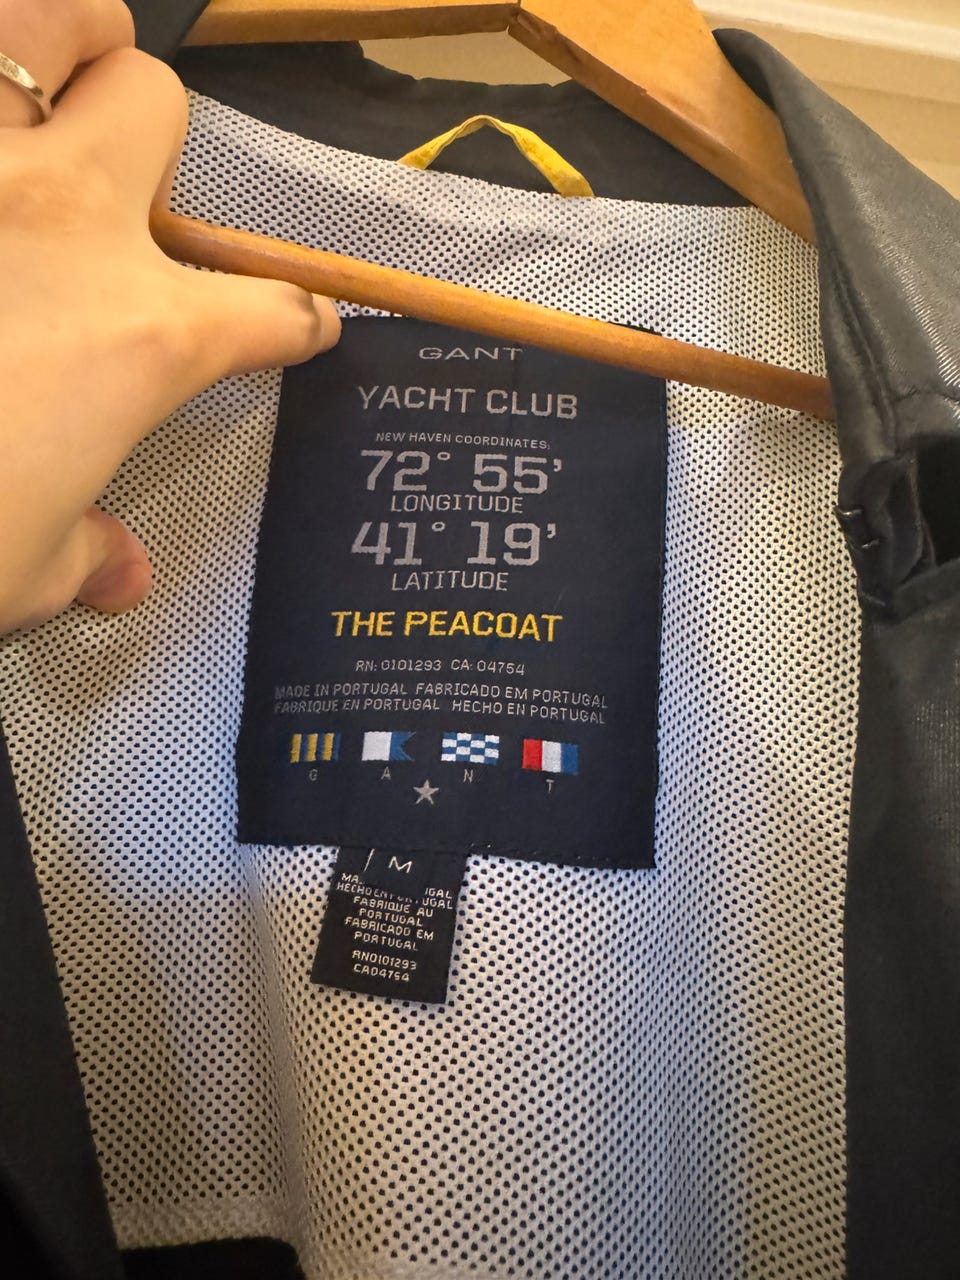 GANT
YACHT CLUB
NEW HAVEN COORDINATES:
72° 55’
LONGITUDE
41° 19’
LATITUDE
THE PEACOAT
RN: 0101293 CA: 04754
MADE IN PORTUGAL FABRICADO EM PORTUGAL
FABRIQUE EN PORTUGAL HECHO EN PORTUGAL
G A N T
M
HECHO EN
FABRIQUE AU
PORTUGAL
FABRICADO EM
PORTUGAL
RN0101293
CA04754